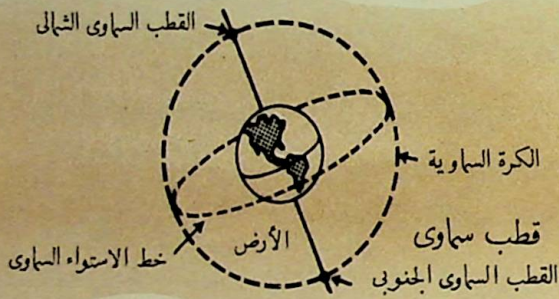 القطب السماوى الشمالى
الكرة السماوية
قطب سماوى
الأرض
خط الاستواء السماوى
القطب السماوى الجنوبى